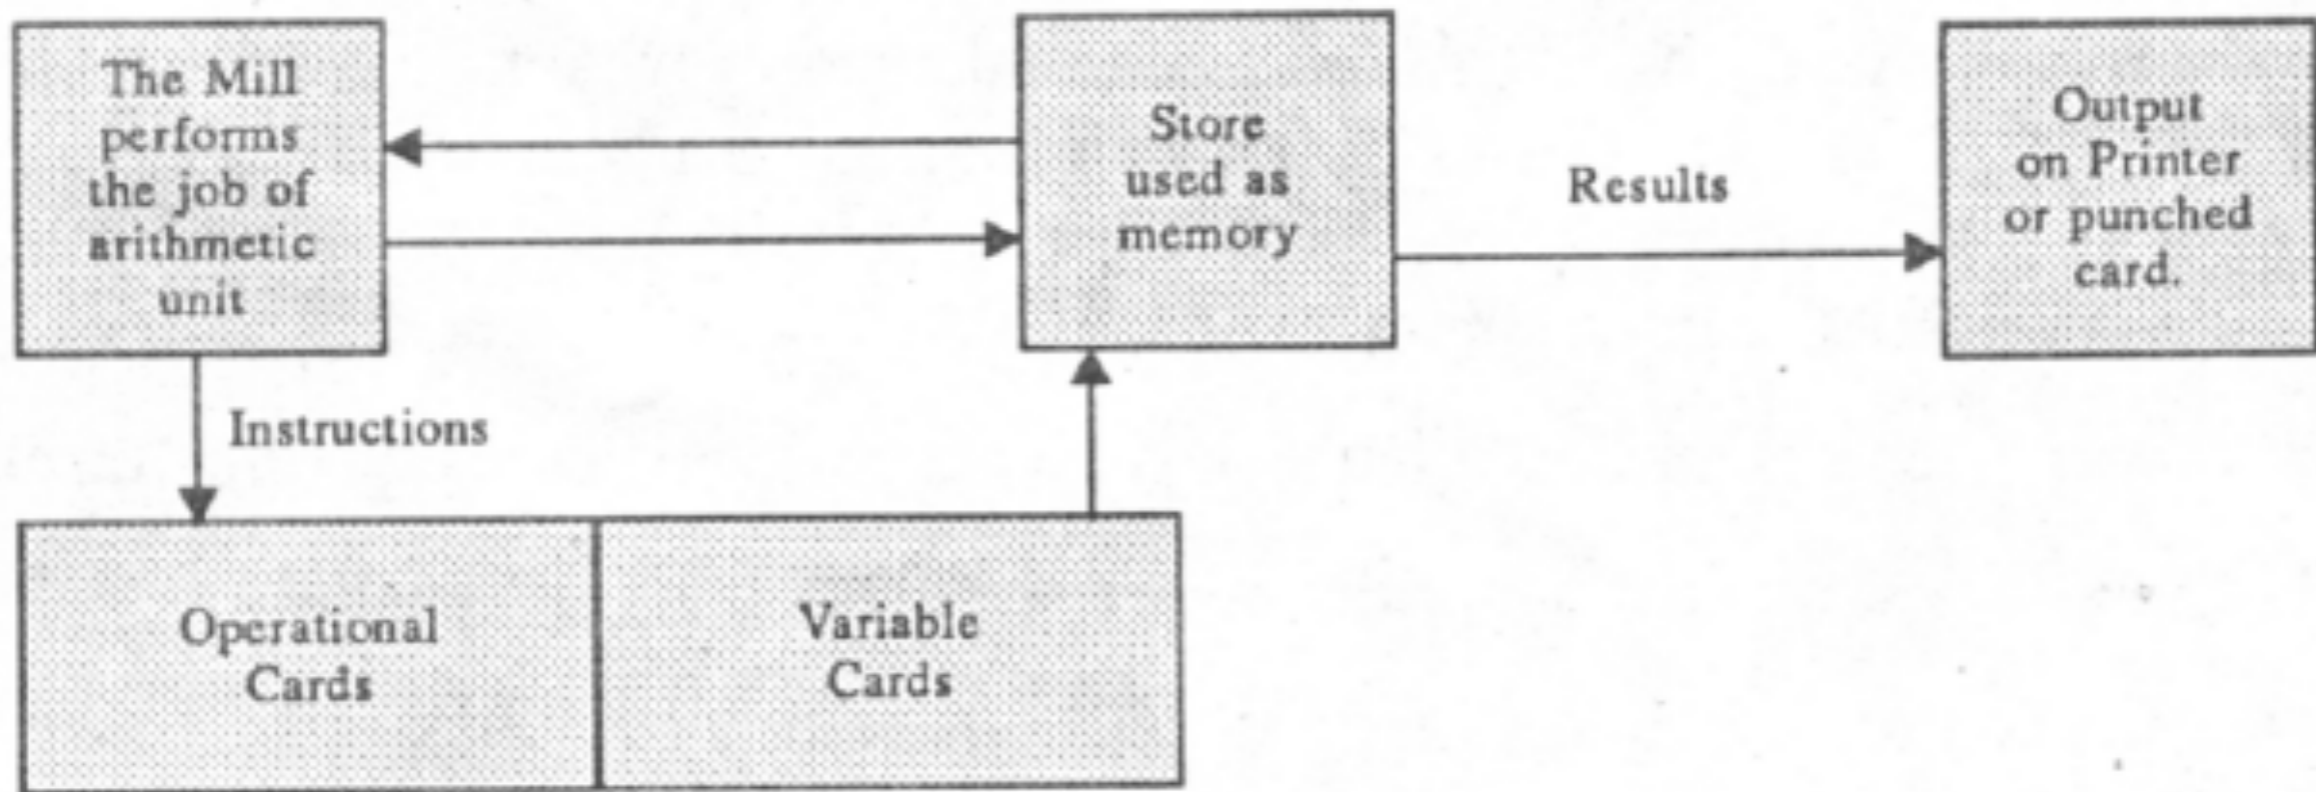 The Mill
performs
the job of
arithmetic
unit
Store
used as
memory
Results
Output
on Printer
or punched
card.
Instructions
Operational
Cards
Variable
Cards